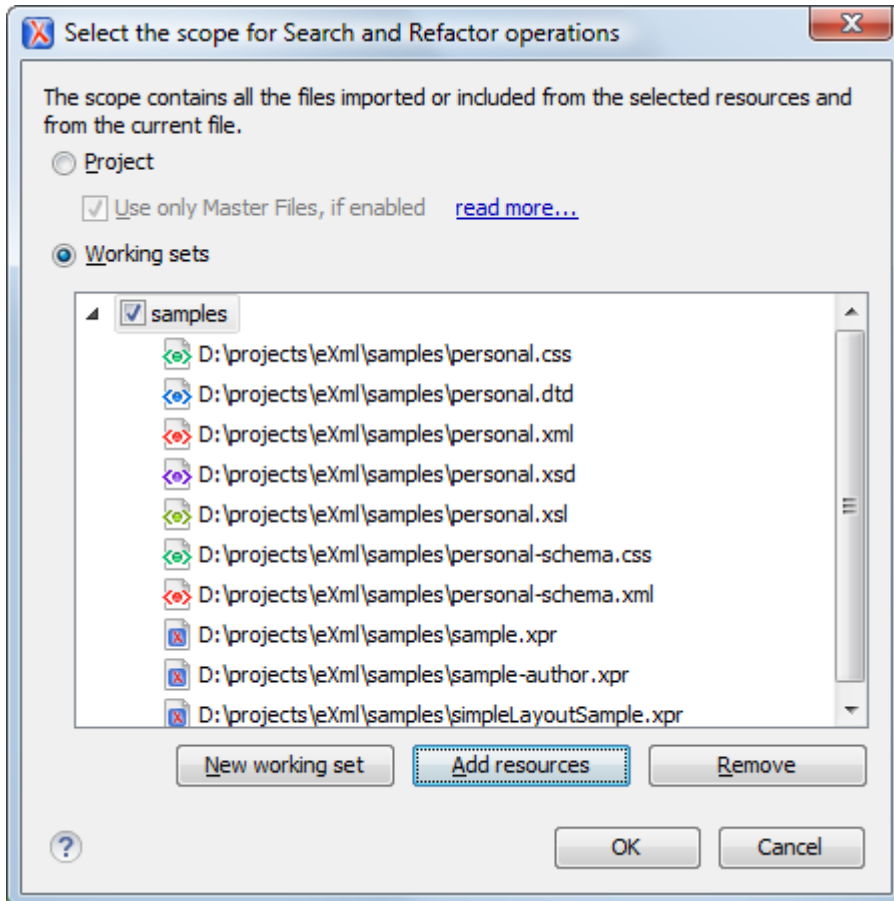 Select the scope for Search and Refactor operations
The scope contains all the files imported or included from the selected resources and
from the current file.
Project
Use only Master Files, if enabled read more...
Working sets
samples
D:\projects\eXml\samples\personal.css
D:\projects\eXml\samples\personal.dtd
D:\projects\eXml\samples\personal.xml
D:\projects\eXml\samples\personal.xsd
D:\projects\eXml\samples\personal.xsl
D:\projects\eXml\samples\personal-schema.css
D:\projects\eXml\samples\personal-schema.xml
D:\projects\eXml\samples\sample.xpr
D:\projects\eXml\samples\sample-author.xpr
D:\projects\eXml\samples\simpleLayoutSample.xpr
New working set Add resources Remove
? OK Cancel